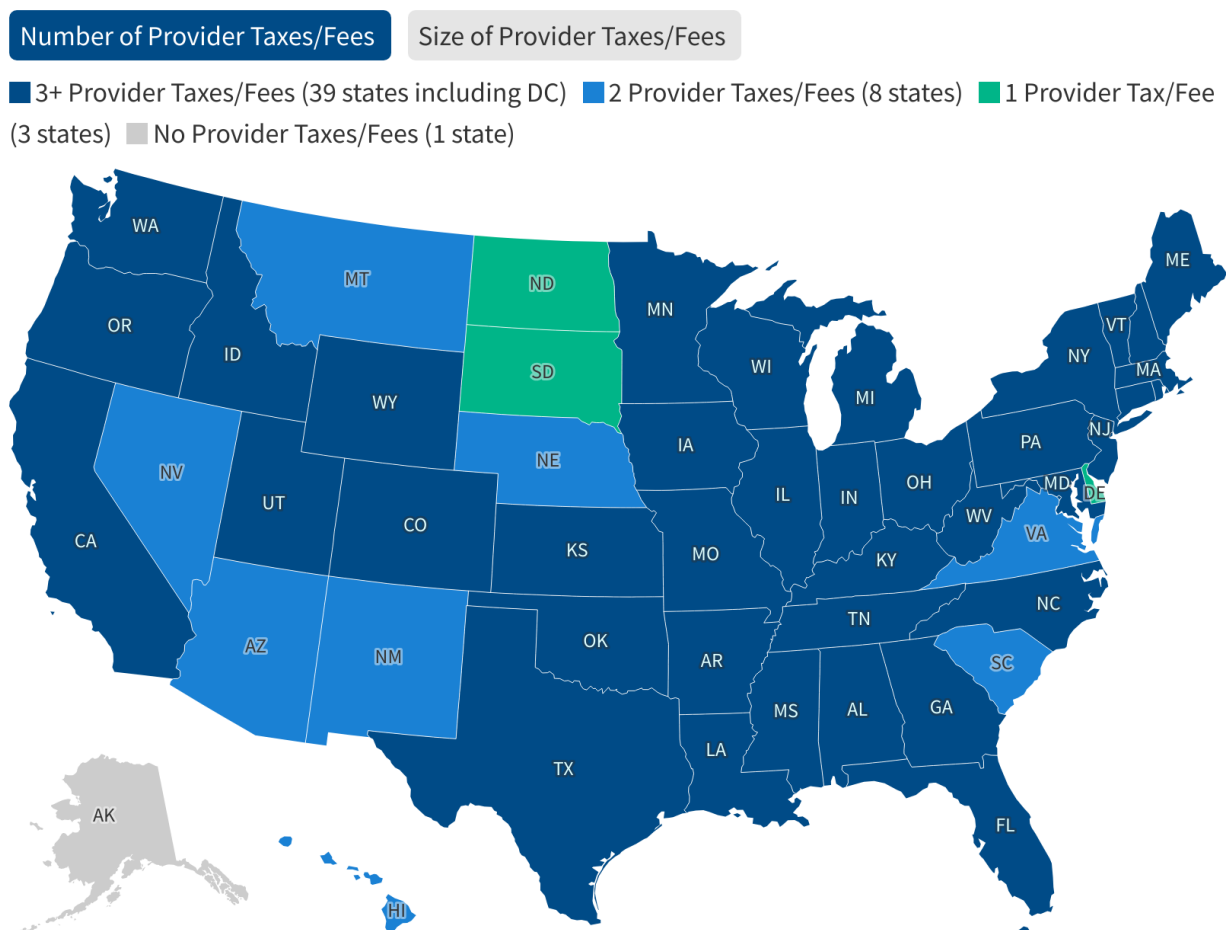 Number of Provider Taxes/Fees
Size of Provider Taxes/Fees
3+ Provider Taxes/Fees (39 states including DC)
2 Provider Taxes/Fees (8 states)
1 Provider Tax/Fee
(3 states)
No Provider Taxes/Fees (1 state)
WA
MT
ND
MN
ME
OR
ID
SD
WI
VT
NY
MA
WY
MI
NV
NE
IA
PA
NJ
UT
CO
IL
IN
OH
MD
DE
CA
KS
MO
WV
VA
KY
AZ
NM
OK
AR
TN
NC
SC
MS
AL
GA
TX
LA
AK
FL
HI